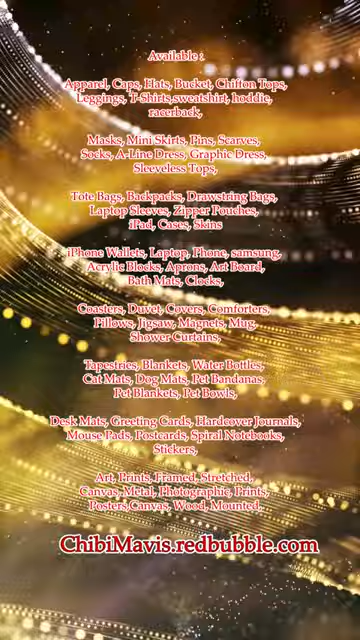 Available :
Apparel, Caps, Hats, Bucket, Chiffon Tops,
Leggings, T-Shirts,sweatshirt, hoddie,
racerback,
Masks, Mini Skirts, Pins, Scarves,
Socks, A-Line Dress, Graphic Dress,
Sleeveless Tops,
Tote Bags, Backpacks, Drawstring Bags,
Laptop Sleeves, Zipper Pouches,
iPad, Cases, Skins
iPhone Wallets, Laptop, Phone, samsung,
Acrylic Blocks, Aprons, Art Board,
Bath Mats, Clocks,
Coasters, Duvet, Covers, Comforters,
Pillows, Jigsaw, Magnets, Mug,
Shower Curtains,
Tapestries, Blankets, Water Bottles,
Cat Mats, Dog Mats, Pet Bandanas,
Pet Blankets, Pet Bowls,
Desk Mats, Greeting Cards, Hardcover Journals,
Mouse Pads, Postcards, Spiral Notebooks,
Stickers,
Art, Prints, Framed, Stretched,
Canvas, Metal, Photographic, Prints,
Posters,Canvas, Wood, Mounted,
ChibiMavis.redbubble.com